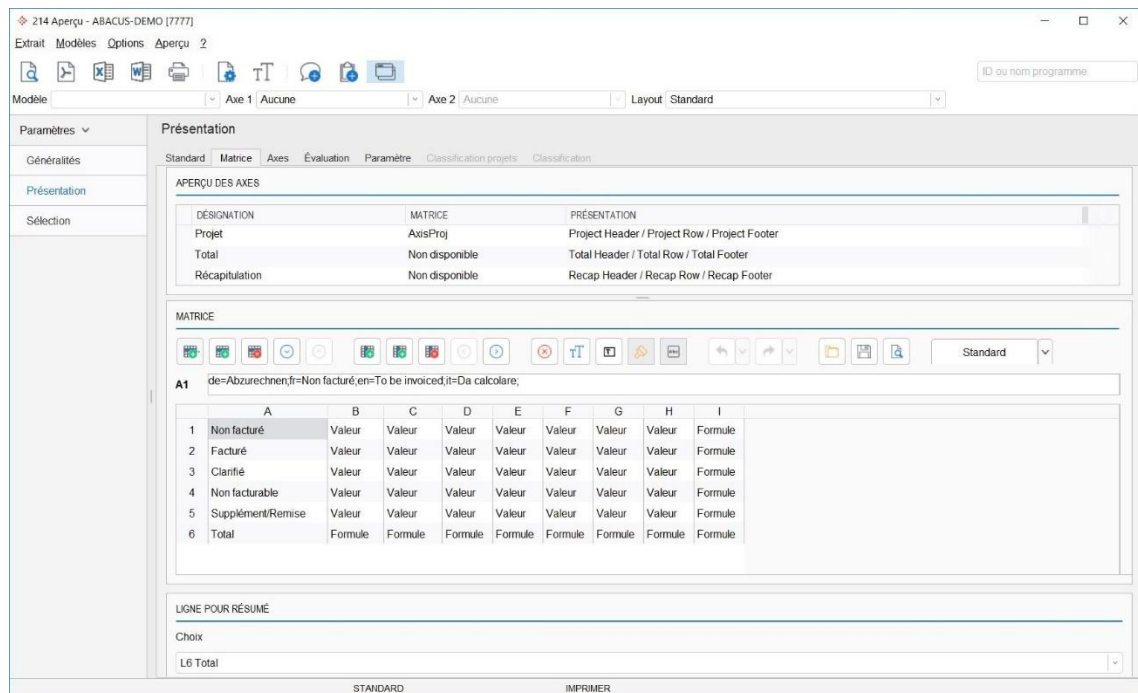 214 Aperçu - ABACUS-DEMO [7777]
Extrait Modèles Options Aperçu ?
ID ou nom programme
Modèle Axe 1 Aucune Axe 2 Aucune Layout Standard
Paramètres
Généralités
Présentation
Sélection
Présentation
Standard Matrice Axes Évaluation Paramètre Classification projets Classification
APERÇU DES AXES
DÉSIGNATION MATRICE PRÉSENTATION
Projet AxisProj Project Header / Project Row / Project Footer
Total Non disponible Total Header / Total Row / Total Footer
Récapitulation Non disponible Recap Header / Recap Row / Recap Footer
MATRICE
Standard
A1 de=Abzurechnen;fr=Non facturé;en=To be invoiced;it=Da calcolare;
A B C D E F G H I
1 Non facturé Valeur Valeur Valeur Valeur Valeur Valeur Valeur Formule
2 Facturé Valeur Valeur Valeur Valeur Valeur Valeur Valeur Formule
3 Clarifié Valeur Valeur Valeur Valeur Valeur Valeur Valeur Formule
4 Non facturable Valeur Valeur Valeur Valeur Valeur Valeur Valeur Formule
5 Supplément/Remise Valeur Valeur Valeur Valeur Valeur Valeur Valeur Formule
6 Total Formule Formule Formule Formule Formule Formule Formule Formule
LIGNE POUR RÉSUMÉ
Choix
L6 Total
STANDARD IMPRIMER